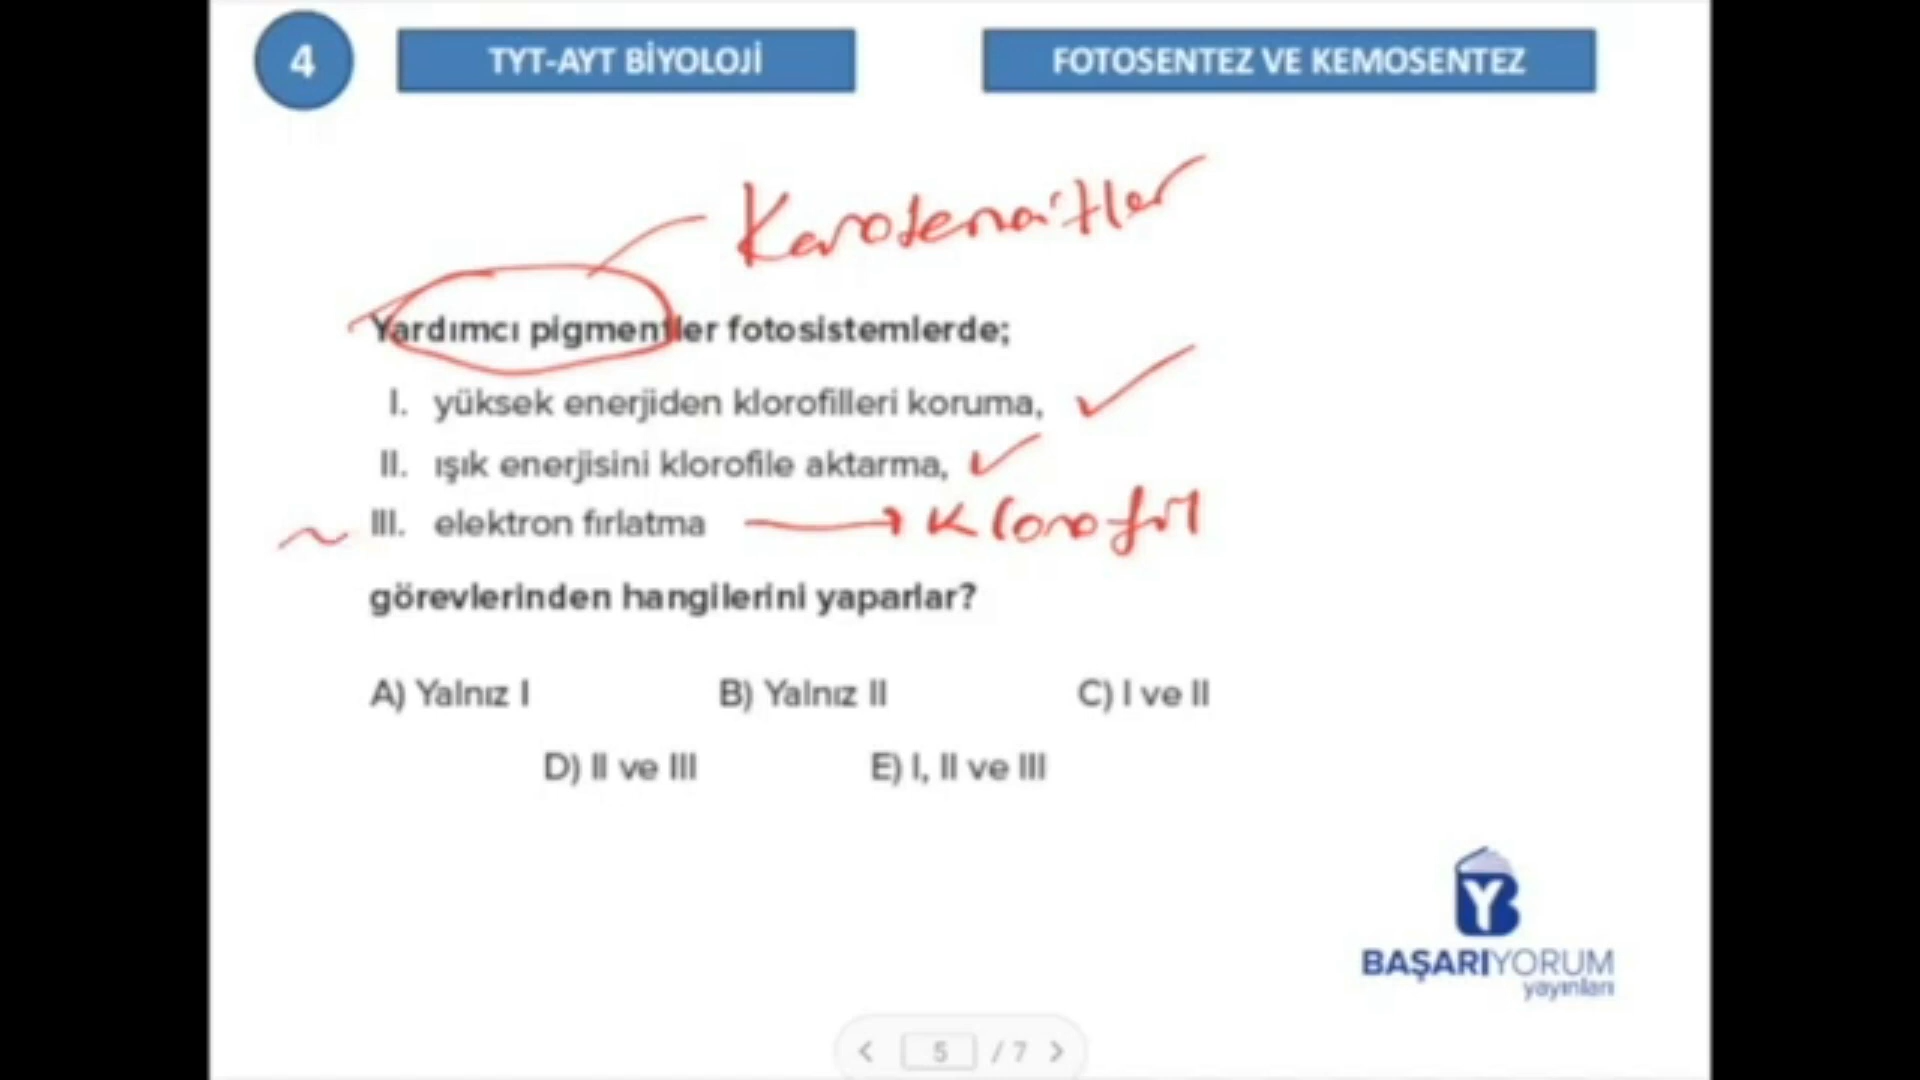 4
TYT-AYT BİYOLOJİ
FOTOSENTEZ VE KEMOSENTEZ
Karotenoitler
Yardımcı pigmentler fotosistemlerde;
I. yüksek enerjiden klorofilleri koruma,
II. ışık enerjisini klorofile aktarma,
III. elektron fırlatma
Klorofil
görevlerinden hangilerini yaparlar?
A) Yalnız I
B) Yalnız II
C) I ve II
D) II ve III
E) I, II ve III
BAŞARIYORUM
yayınları
5 / 7